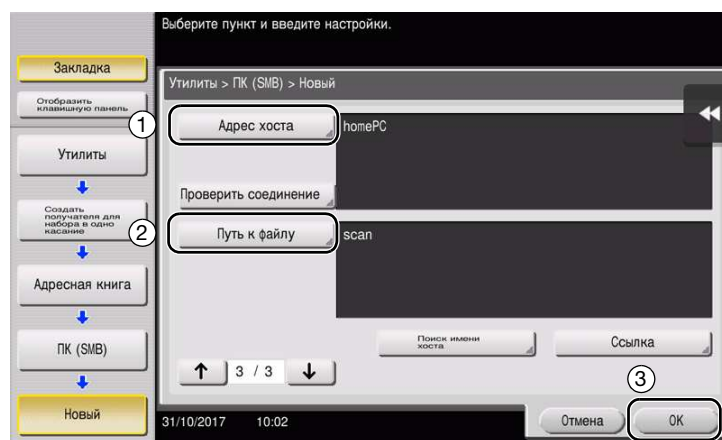 Выберите пункт и введите настройки.
Закладка
Отобразить
клавишную панель
Утилиты
Создать
получателя для
набора в одно
касание
Адресная книга
ПК (SMB)
Новый
Утилиты > ПК (SMB) > Новый
1
Адрес хоста
homePC
Проверить соединение
2
Путь к файлу
scan
Поиск имени
хоста
Ссылка
3 / 3
3
31/10/2017 10:02
Отмена
OK